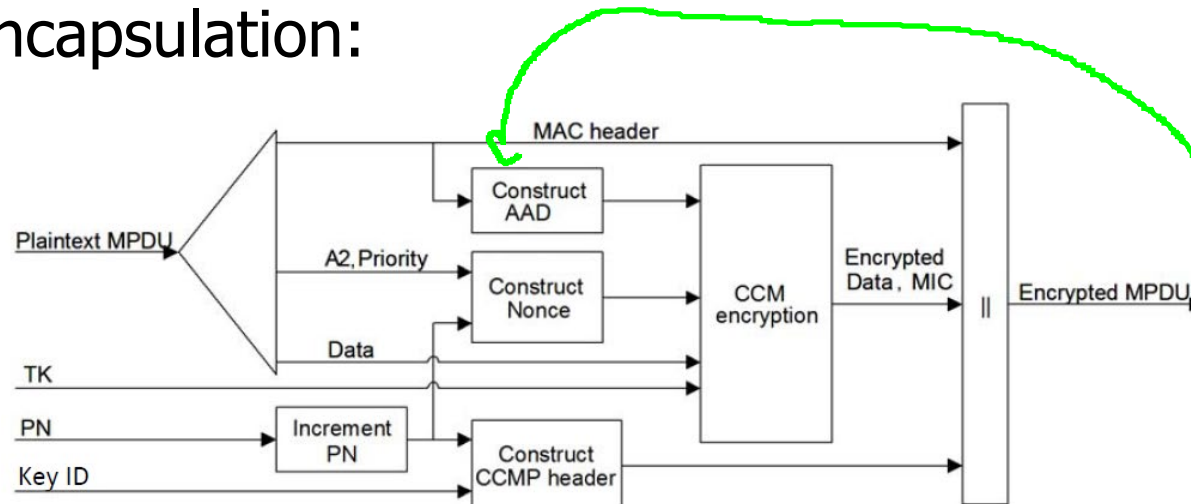 ncapsulation:
MAC header
Construct
AAD
Plaintext MPDU
A2,Priority
Construct
Nonce
CCM
encryption
Encrypted
Data, MIC
||
Encrypted MPDU
Data
TK
PN
Increment
PN
Construct
CCMP header
Key ID